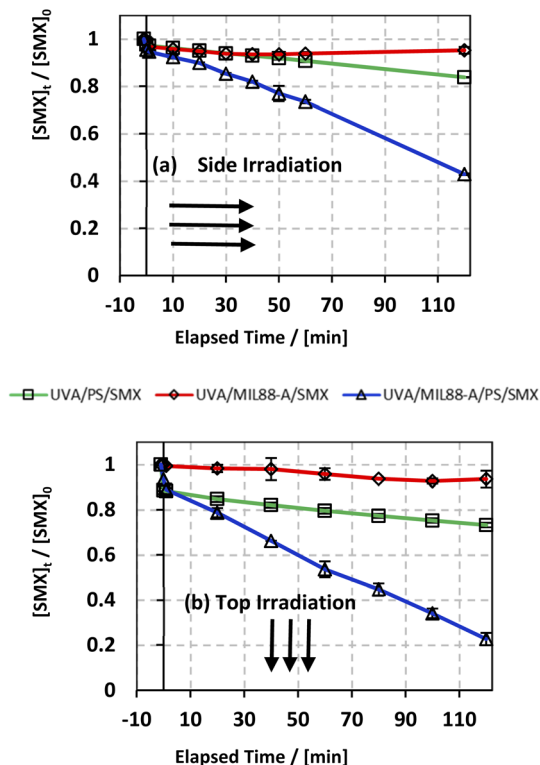 [SMX]t / [SMX]0
1
0.8
0.6
0.4
0.2
0
(a) Side Irradiation
-10 10 30 50 70 90 110
Elapsed Time / [min]
UVA/PS/SMX UVA/MIL88-A/SMX UVA/MIL88-A/PS/SMX
[SMX]t / [SMX]0
1
0.8
0.6
0.4
0.2
0
(b) Top Irradiation
-10 10 30 50 70 90 110
Elapsed Time / [min]